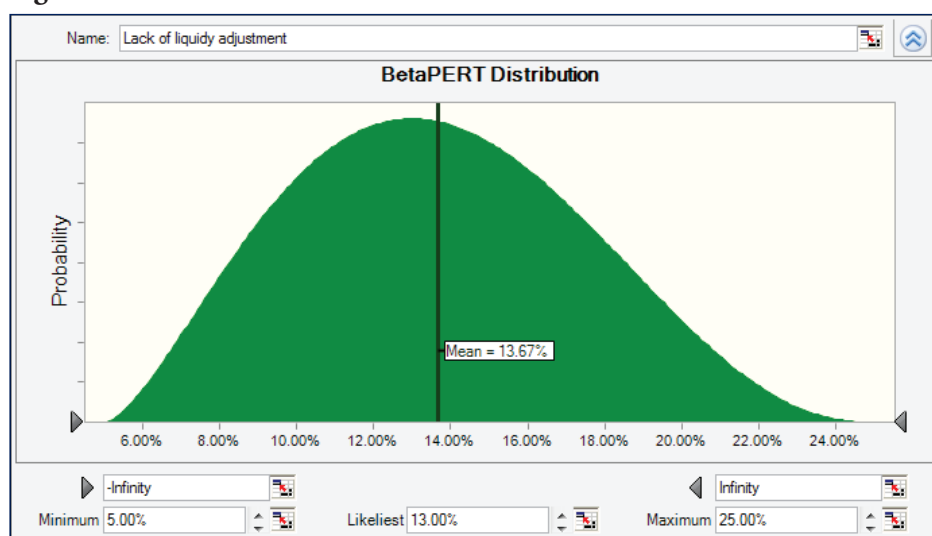 Name: Lack of liquidy adjustment
BetaPERT Distribution
Probability
Mean = 13.67%
6.00% 8.00% 10.00% 12.00% 14.00% 16.00% 18.00% 20.00% 22.00% 24.00%
-Infinity Infinity
Minimum 5.00% Likeliest 13.00% Maximum 25.00%